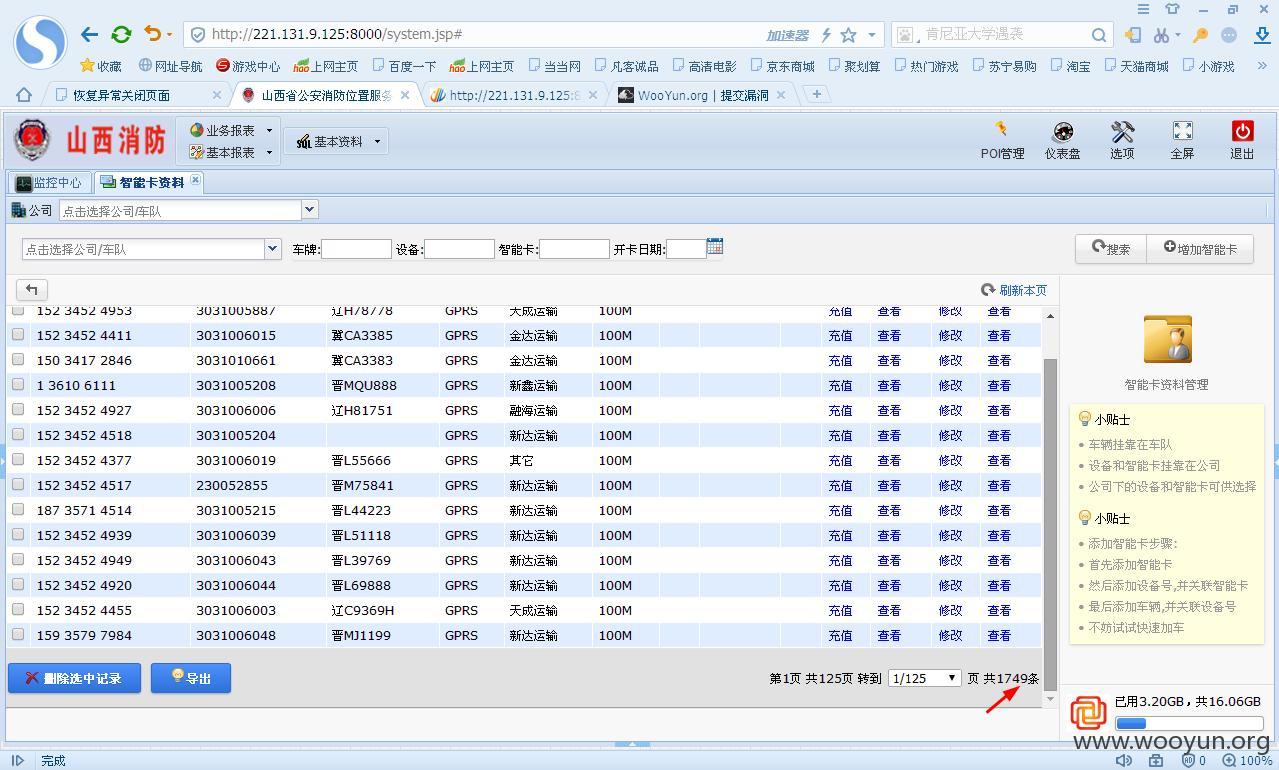 http://221.131.9.125:8000/system.jsp#
加速器
肯尼亚大学遇袭
收藏 网址导航 游戏中心 上网主页 百度一下 上网主页 当当网 凡客诚品 高清电影 京东商城 聚划算 热门游戏 苏宁易购 淘宝 天猫商城 小游戏
恢复异常关闭页面 山西省公安消防位置服务 http://221.131.9.125:8 WooYun.org | 提交漏洞
山西消防
业务报表
基本报表
基本资料
POI管理 仪表盘 选项 全屏 退出
监控中心 智能卡资料
公司 点击选择公司/车队
点击选择公司/车队 车牌: 设备: 智能卡: 开卡日期: 搜索 增加智能卡
刷新本页
152 3452 4953 3031005887 辽H78778 GPRS 天成运输 100M 充值 查看 修改 查看
152 3452 4411 3031006015 冀CA3385 GPRS 金达运输 100M 充值 查看 修改 查看
150 3417 2846 3031010661 冀CA3383 GPRS 金达运输 100M 充值 查看 修改 查看
1 3610 6111 3031005208 晋MQU888 GPRS 新鑫运输 100M 充值 查看 修改 查看
152 3452 4927 3031006006 辽H81751 GPRS 融海运输 100M 充值 查看 修改 查看
152 3452 4518 3031005204 GPRS 新达运输 100M 充值 查看 修改 查看
152 3452 4377 3031006019 晋L55666 GPRS 其它 100M 充值 查看 修改 查看
152 3452 4517 230052855 晋M75841 GPRS 新达运输 100M 充值 查看 修改 查看
187 3571 4514 3031005215 晋L44223 GPRS 新达运输 100M 充值 查看 修改 查看
152 3452 4939 3031006039 晋L51118 GPRS 新达运输 100M 充值 查看 修改 查看
152 3452 4949 3031006043 晋L39769 GPRS 新达运输 100M 充值 查看 修改 查看
152 3452 4920 3031006044 晋L69888 GPRS 新达运输 100M 充值 查看 修改 查看
152 3452 4455 3031006003 辽C9369H GPRS 天成运输 100M 充值 查看 修改 查看
159 3579 7984 3031006048 晋MJ1199 GPRS 新达运输 100M 充值 查看 修改 查看
删除选中记录 导出 第1页 共125页 转到 1/125 页 共1749条
智能卡资料管理
小贴士
• 车辆挂靠在车队
• 设备和智能卡挂靠在公司
• 公司下的设备和智能卡可供选择
小贴士
• 添加智能卡步骤:
• 首先添加智能卡
• 然后添加设备号,并关联智能卡
• 最后添加车辆,并关联设备号
• 不妨试试快速加车
已用3.20GB，共16.06GB
www.wooyun.org
完成 0 100%